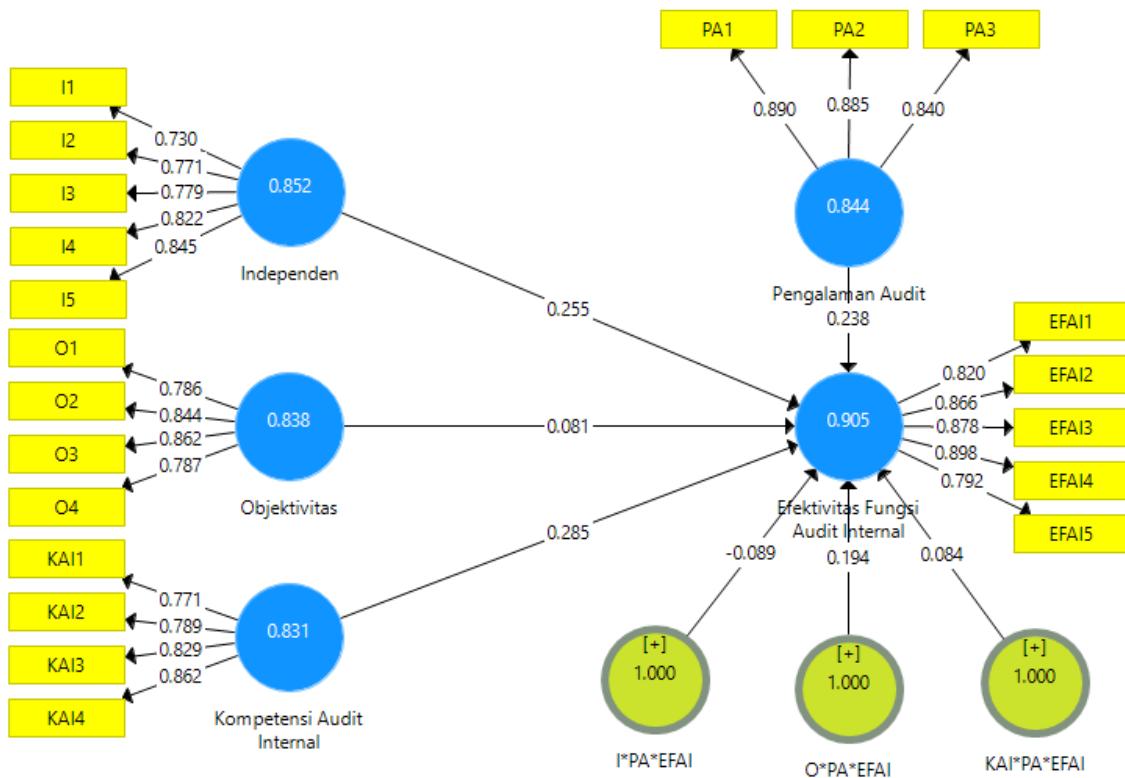 PA1
PA2
PA3
0.890
0.885
0.840
0.844
Pengalaman Audit
0.238
I1
I2
I3
I4
I5
0.730
0.771
0.779
0.822
0.845
0.852
Independen
0.255
O1
O2
O3
O4
0.786
0.844
0.862
0.787
0.838
Objektivitas
0.081
KAI1
KAI2
KAI3
KAI4
0.771
0.789
0.829
0.862
0.831
Kompetensi Audit
Internal
0.285
0.905
Efektivitas Fungsi
Audit Internal
EFAI1
EFAI2
EFAI3
EFAI4
EFAI5
0.820
0.866
0.878
0.898
0.792
-0.089
0.194
0.084
[+]
1.000
I*PA*EFAI
[+]
1.000
O*PA*EFAI
[+]
1.000
KAI*PA*EFAI